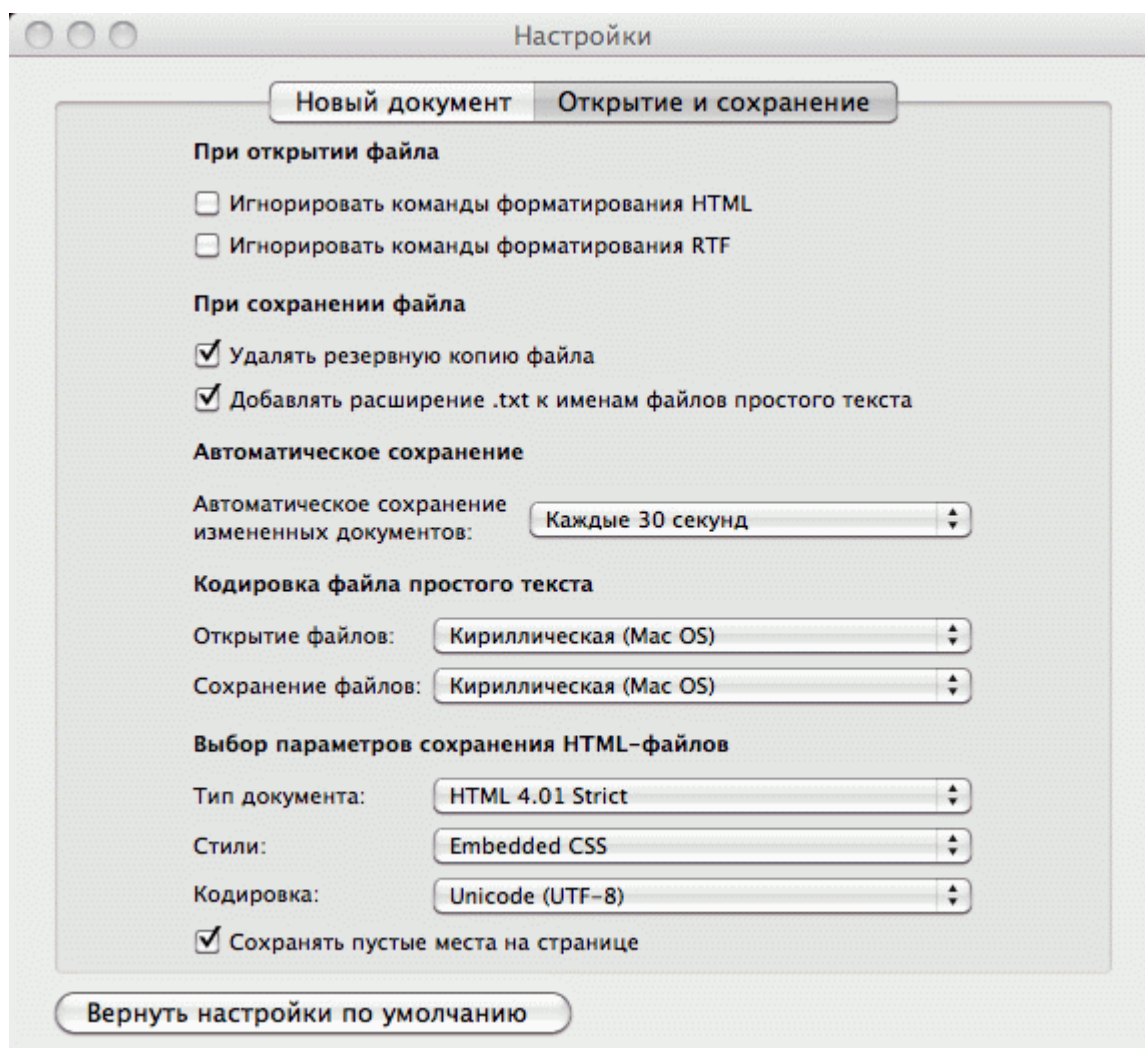 Настройки
Новый документ Открытие и сохранение
При открытии файла
Игнорировать команды форматирования HTML
Игнорировать команды форматирования RTF
При сохранении файла
Удалять резервную копию файла
Добавлять расширение .txt к именам файлов простого текста
Автоматическое сохранение
Автоматическое сохранение
измененных документов: Каждые 30 секунд
Кодировка файла простого текста
Открытие файлов: Кириллическая (Mac OS)
Сохранение файлов: Кириллическая (Mac OS)
Выбор параметров сохранения HTML-файлов
Тип документа: HTML 4.01 Strict
Стили: Embedded CSS
Кодировка: Unicode (UTF-8)
Сохранять пустые места на странице
Вернуть настройки по умолчанию